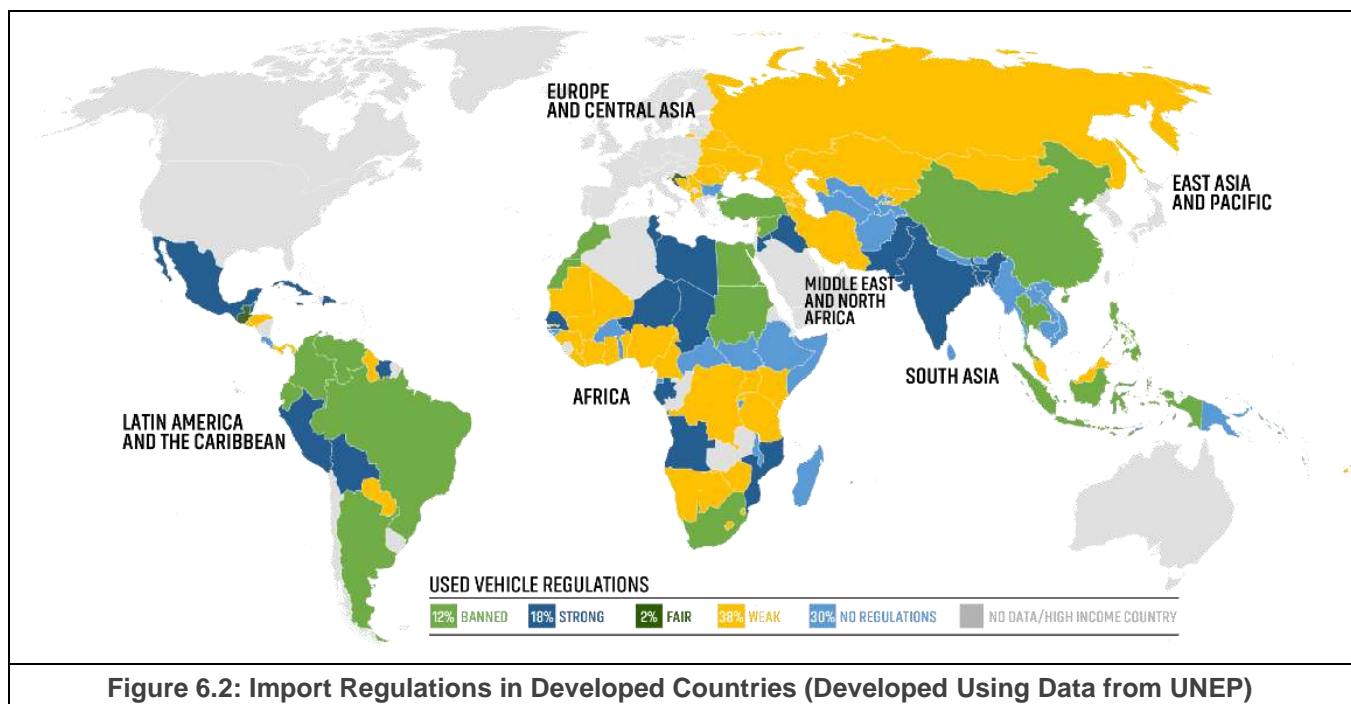 EUROPE
AND CENTRAL ASIA
EAST ASIA
AND PACIFIC
MIDDLE EAST
AND NORTH
AFRICA
SOUTH ASIA
AFRICA
LATIN AMERICA
AND THE CARIBBEAN
USED VEHICLE REGULATIONS
12% BANNED 18% STRONG 2% FAIR 38% WEAK 30% NO REGULATIONS NO DATA/HIGH INCOME COUNTRY
Figure 6.2: Import Regulations in Developed Countries (Developed Using Data from UNEP)